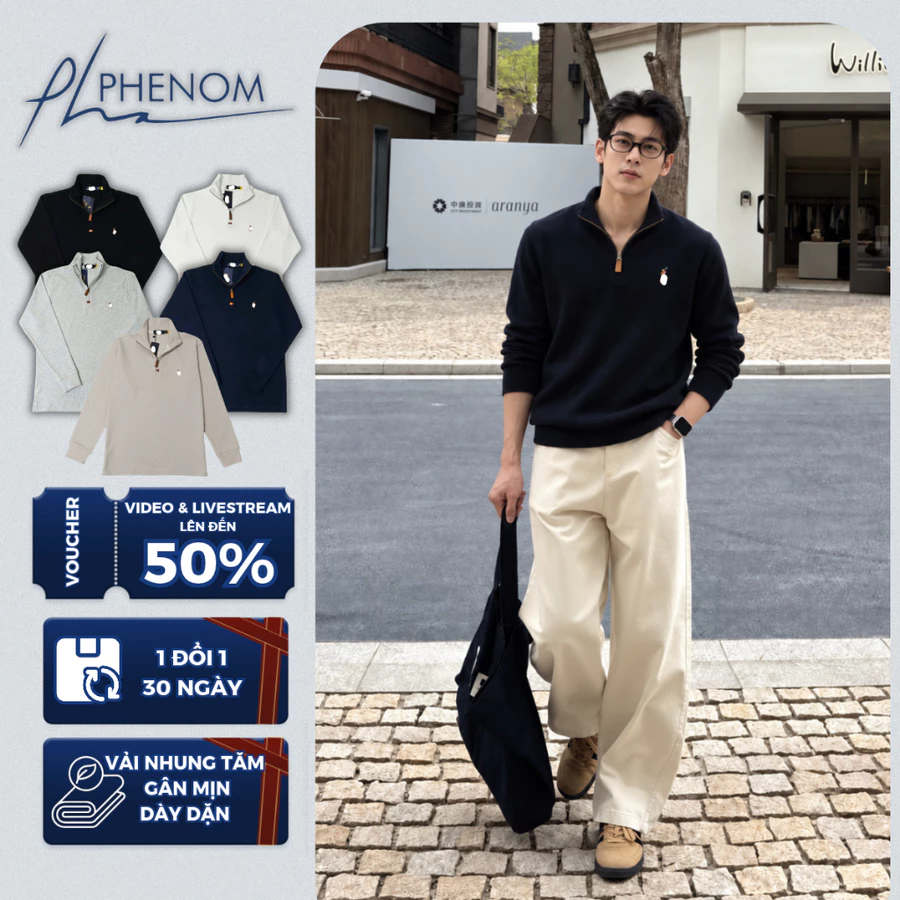 PL PHENOM
VOUCHER
VIDEO & LIVESTREAM
LÊN ĐẾN
50%
1 ĐỔI 1
30 NGÀY
VẢI NHUNG TĂM
GÂN MỊN
DÀY DẶN
aranya
Willi